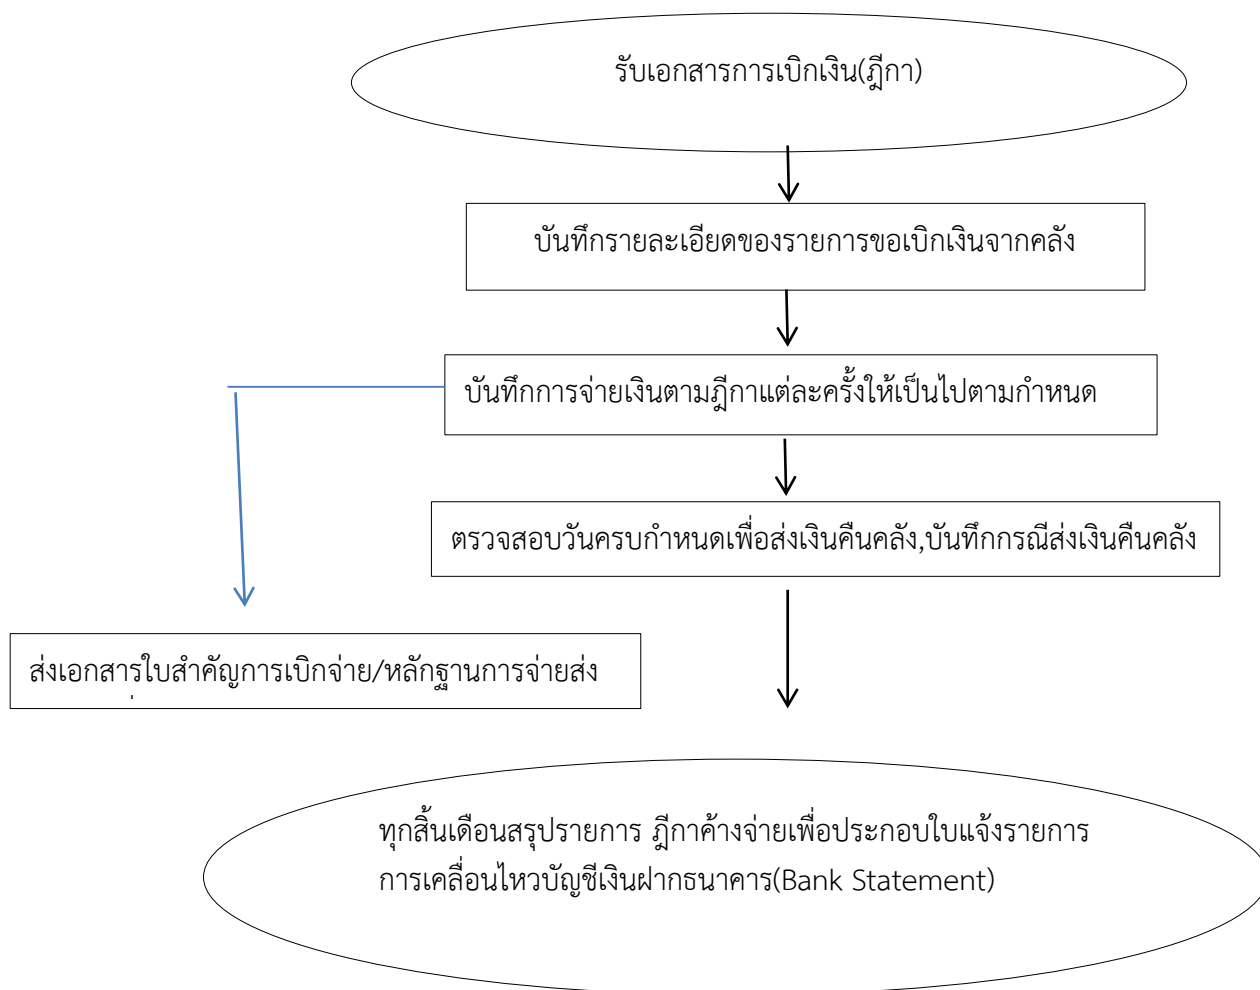 รับเอกสารการเบิกเงิน(ฎีกา)
บันทึกรายละเอียดของรายการขอเบิกเงินจากคลัง
บันทึกการจ่ายเงินตามฎีกาแต่ละครั้งให้เป็นไปตามกำหนด
ตรวจสอบวันครบกำหนดเพื่อส่งเงินคืนคลัง,บันทึกกรณีส่งเงินคืนคลัง
ส่งเอกสารใบสำคัญการเบิกจ่าย/หลักฐานการจ่ายส่ง
ทุกสิ้นเดือนสรุปรายการ ฎีกาค้างจ่ายเพื่อประกอบใบแจ้งรายการ
การเคลื่อนไหวบัญชีเงินฝากธนาคาร(Bank Statement)